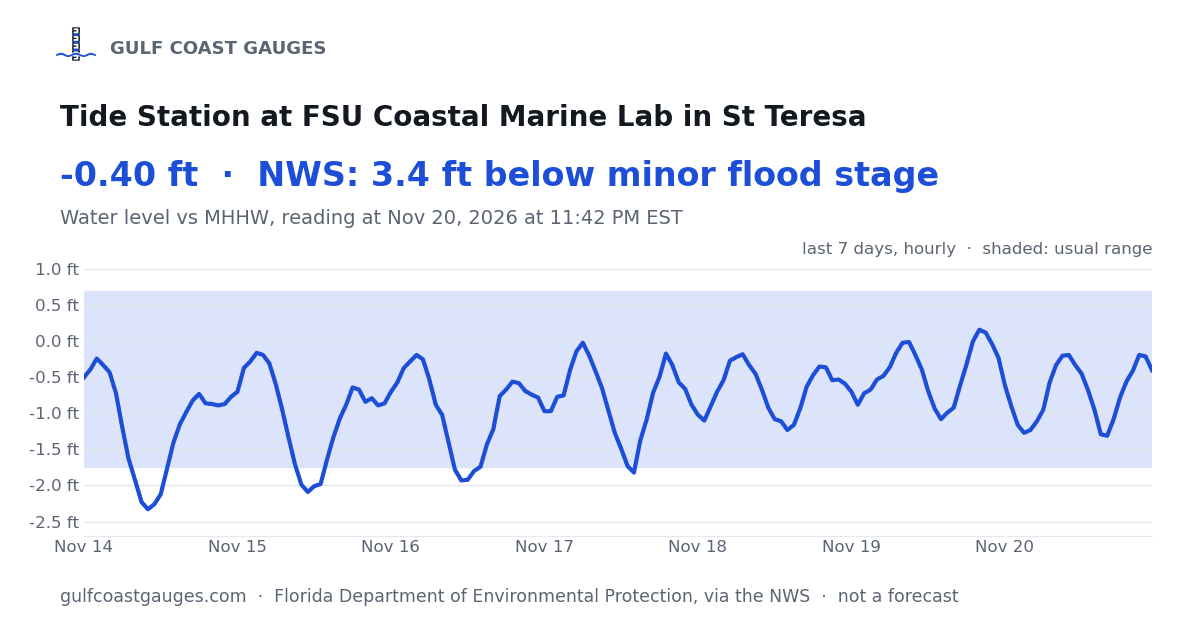 GULF COAST GAUGES
Tide Station at FSU Coastal Marine Lab in St Teresa
-0.40 ft · NWS: 3.4 ft below minor flood stage
Water level vs MHHW, reading at Nov 20, 2026 at 11:42 PM EST
last 7 days, hourly · shaded: usual range
1.0 ft
0.5 ft
0.0 ft
-0.5 ft
-1.0 ft
-1.5 ft
-2.0 ft
-2.5 ft
Nov 14 Nov 15 Nov 16 Nov 17 Nov 18 Nov 19 Nov 20
gulfcoastgauges.com · Florida Department of Environmental Protection, via the NWS · not a forecast